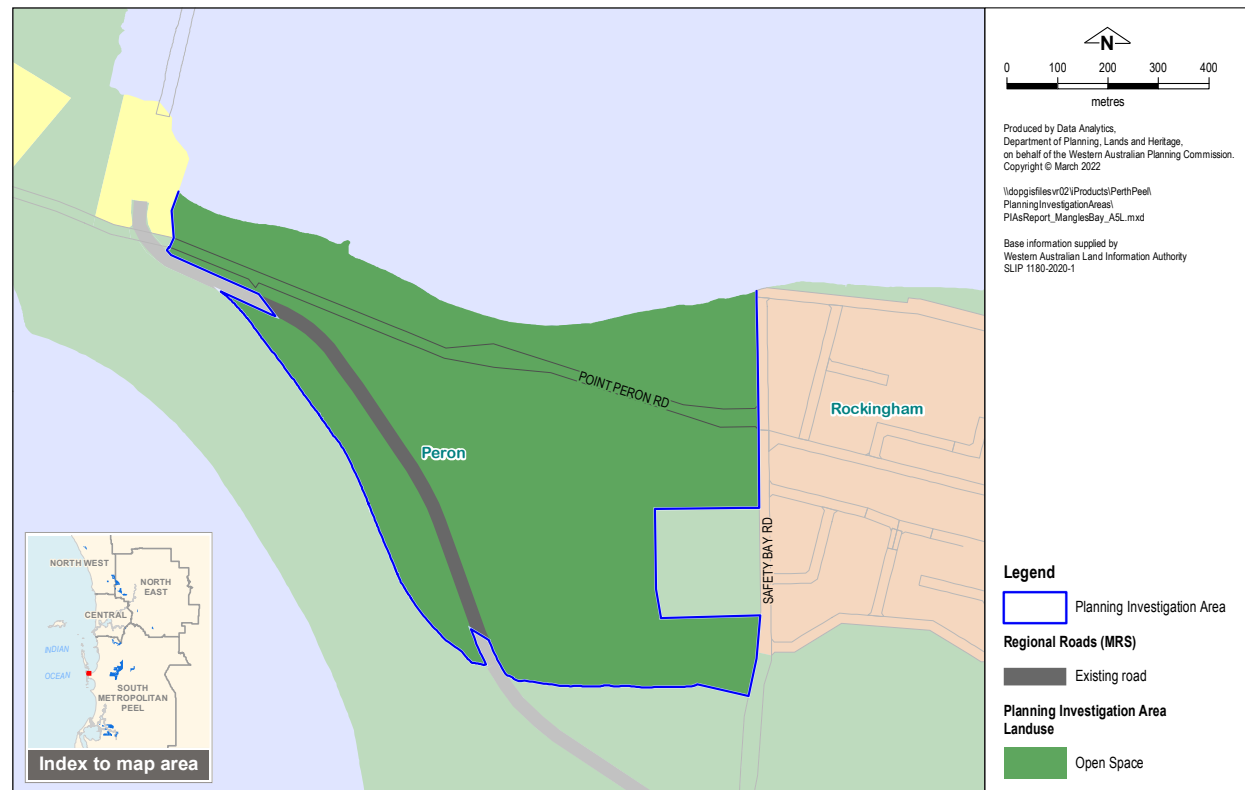 POINT PERON RD
Rockingham
Peron
SAFETY BAY RD
NORTH WEST
NORTH
EAST
CENTRAL
INDIAN
OCEAN
SOUTH
METROPOLITAN
PEEL
Index to map area
N
0 100 200 300 400
metres
Produced by Data Analytics,
Department of Planning, Lands and Heritage,
on behalf of the Western Australian Planning Commission.
Copyright © March 2022
\\dopgisfilesvr02\iProducts\PerthPeel\
PlanningInvestigationAreas\
PIAsReport_ManglesBay_A5L.mxd
Base information supplied by
Western Australian Land Information Authority
SLIP 1180-2020-1
Legend
Planning Investigation Area
Regional Roads (MRS)
Existing road
Planning Investigation Area
Landuse
Open Space